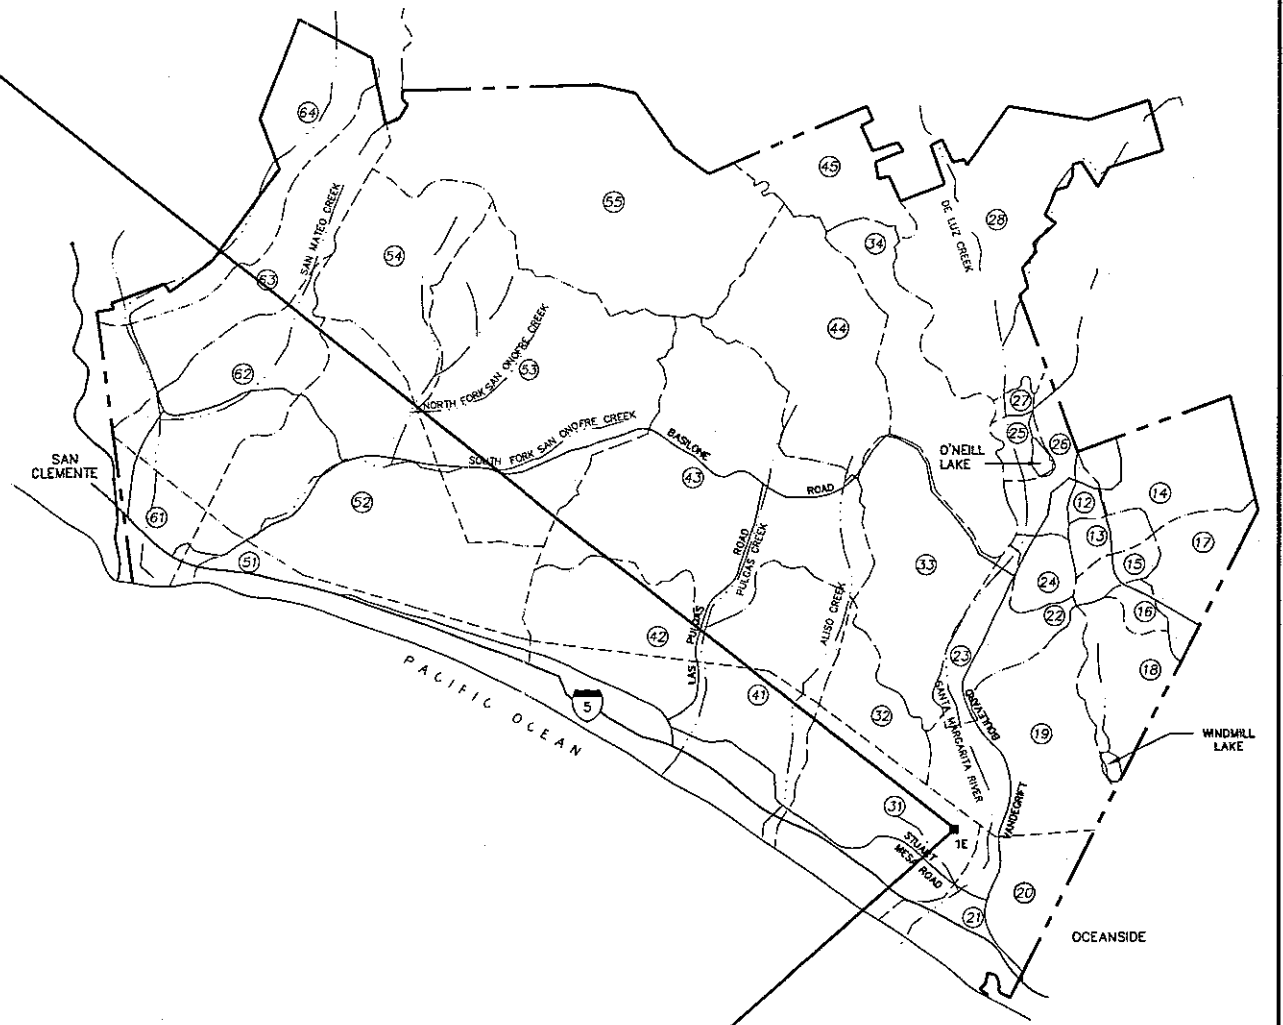 64
45
55
28
DE LUZ CREEK
34
SAN MATEO CREEK
54
63
44
NORTH FORK SAN ONOFRE CREEK
53
62
27
SOUTH FORK SAN ONOFRE CREEK
BASILONE
ROAD
25
26
O'NEILL
LAKE
SAN
CLEMENTE
43
14
52
12
61
13
17
ROAD
PULGAS CREEK
51
33
15
24
16
22
ALISO CREEK
LAS PULGAS
42
23
18
PACIFIC OCEAN
41
5
32
SANTA MARGARITA RIVER
BOULEVARD
19
WINDMILL
LAKE
VANDEGRIFT
31
STUART
MESA ROAD
1E
20
21
OCEANSIDE